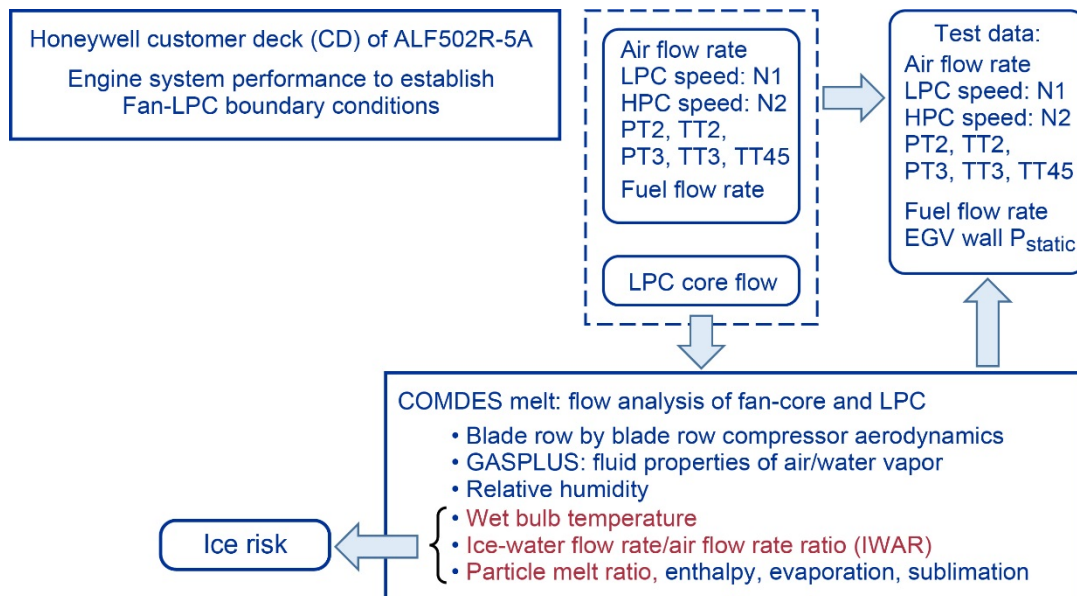 Honeywell customer deck (CD) of ALF502R-5A
Engine system performance to establish
Fan-LPC boundary conditions
Air flow rate
LPC speed: N1
HPC speed: N2
PT2, TT2,
PT3, TT3, TT45
Fuel flow rate
LPC core flow
Test data:
Air flow rate
LPC speed: N1
HPC speed: N2
PT2, TT2,
PT3, TT3, TT45
Fuel flow rate
EGV wall Pstatic
COMDES melt: flow analysis of fan-core and LPC
• Blade row by blade row compressor aerodynamics
• GASPLUS: fluid properties of air/water vapor
• Relative humidity
• Wet bulb temperature
• Ice-water flow rate/air flow rate ratio (IWAR)
• Particle melt ratio, enthalpy, evaporation, sublimation
Ice risk